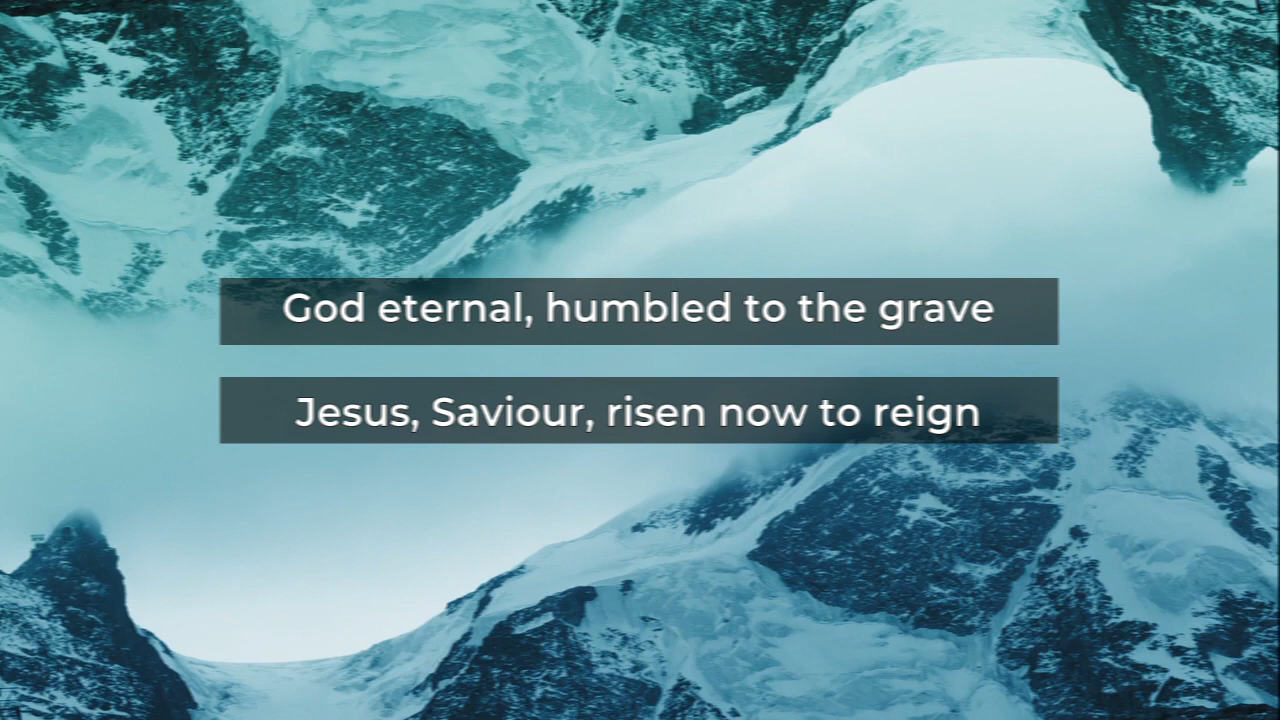 God eternal, humbled to the grave
Jesus, Saviour, risen now to reign